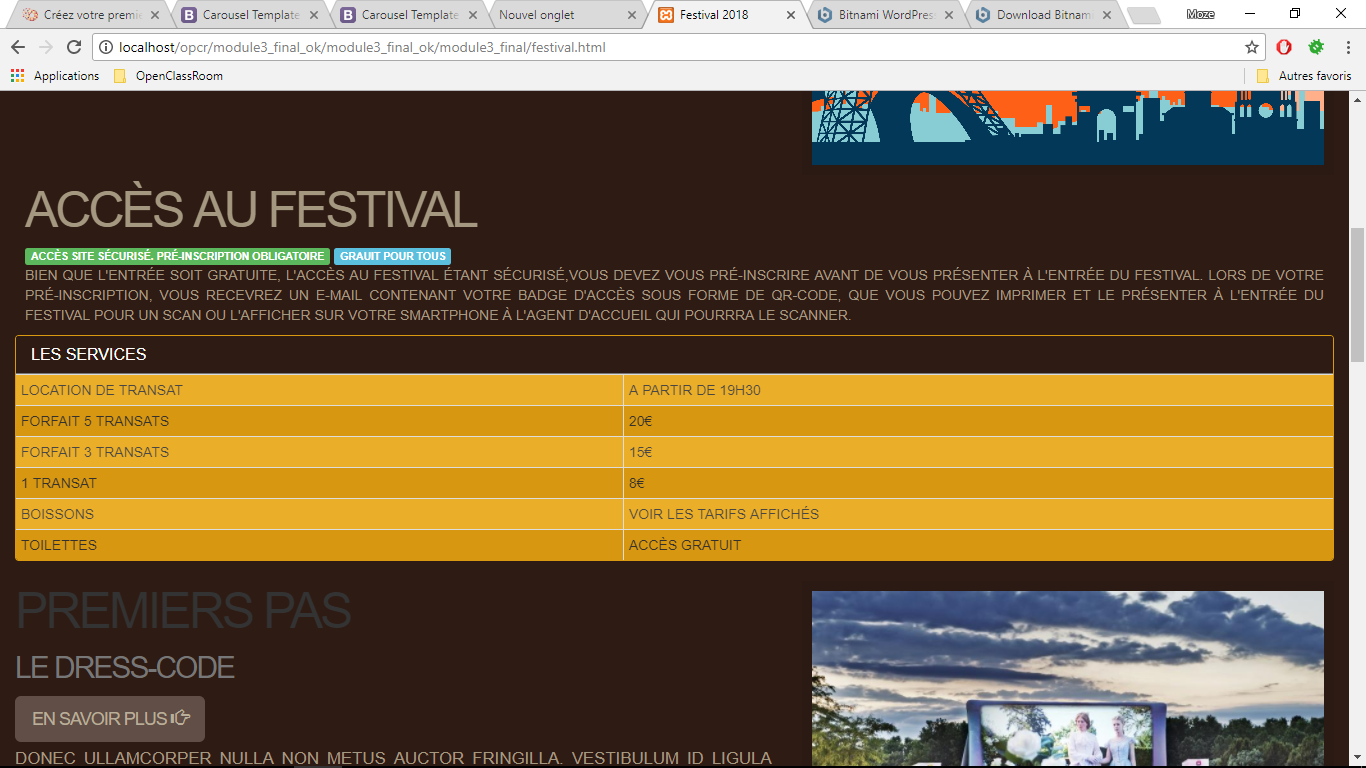 Créez votre premie
Carousel Template
Carousel Template
Nouvel onglet
Festival 2018
Bitnami WordPres
Download Bitnami
Moze
localhost/opcr/module3_final_ok/module3_final_ok/module3_final/festival.html
Applications
OpenClassRoom
Autres favoris
ACCÈS AU FESTIVAL
ACCÈS SITE SÉCURISÉ. PRÉ-INSCRIPTION OBLIGATOIRE GRAUIT POUR TOUS
BIEN QUE L'ENTRÉE SOIT GRATUITE, L'ACCÈS AU FESTIVAL ÉTANT SÉCURISÉ,VOUS DEVEZ VOUS PRÉ-INSCRIRE AVANT DE VOUS PRÉSENTER À L'ENTRÉE DU FESTIVAL. LORS DE VOTRE
PRÉ-INSCRIPTION, VOUS RECEVREZ UN E-MAIL CONTENANT VOTRE BADGE D'ACCÈS SOUS FORME DE QR-CODE, QUE VOUS POUVEZ IMPRIMER ET LE PRÉSENTER À L'ENTRÉE DU
FESTIVAL POUR UN SCAN OU L'AFFICHER SUR VOTRE SMARTPHONE À L'AGENT D'ACCUEIL QUI POURRRA LE SCANNER.
LES SERVICES
LOCATION DE TRANSAT A PARTIR DE 19H30
FORFAIT 5 TRANSATS 20€
FORFAIT 3 TRANSATS 15€
1 TRANSAT 8€
BOISSONS VOIR LES TARIFS AFFICHÉS
TOILETTES ACCÈS GRATUIT
PREMIERS PAS
LE DRESS-CODE
EN SAVOIR PLUS
DONEC ULLAMCORPER NULLA NON METUS AUCTOR FRINGILLA. VESTIBULUM ID LIGULA